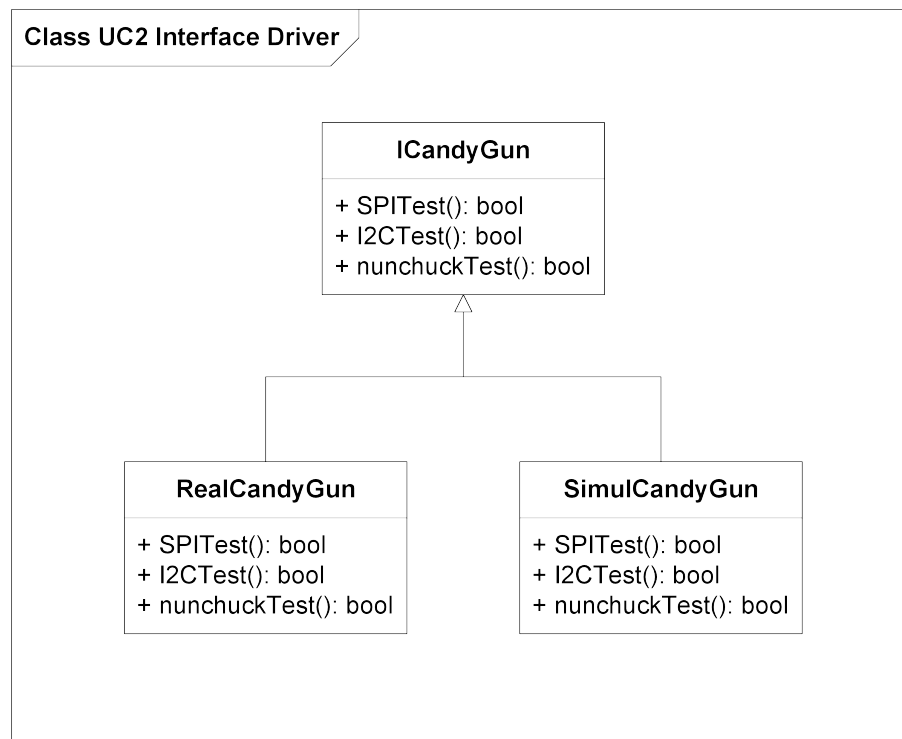 Class UC2 Interface Driver
ICandyGun
+ SPITest(): bool
+ I2CTest(): bool
+ nunchuckTest(): bool
RealCandyGun
+ SPITest(): bool
+ I2CTest(): bool
+ nunchuckTest(): bool
SimulCandyGun
+ SPITest(): bool
+ I2CTest(): bool
+ nunchuckTest(): bool